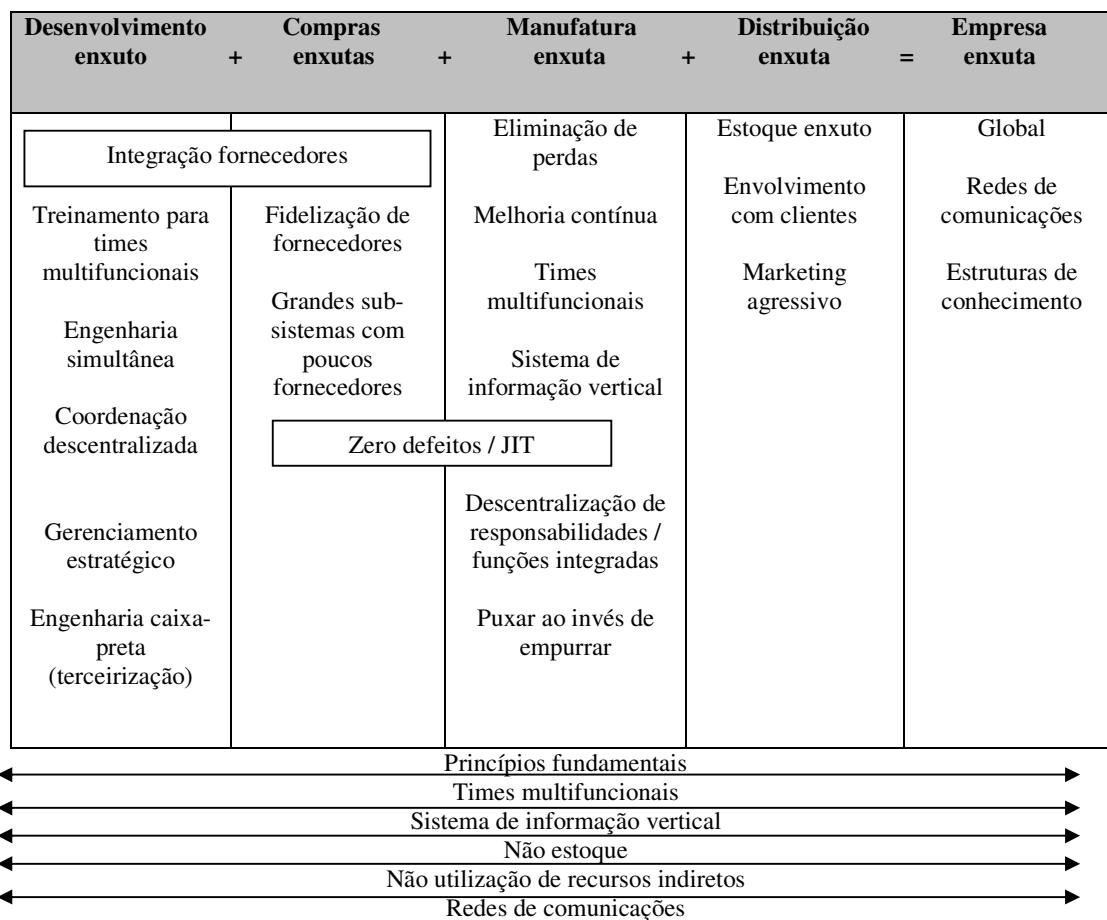 Desenvolvimento
enxuto
+
Compras
enxutas
+
Manufatura
enxuta
+
Distribuição
enxuta
=
Empresa
enxuta
Integração fornecedores
Treinamento para
times
multifuncionais
Engenharia
simultânea
Coordenação
descentralizada
Gerenciamento
estratégico
Engenharia caixa-
preta
(terceirização)
Fidelização de
fornecedores
Grandes sub-
sistemas com
poucos
fornecedores
Zero defeitos / JIT
Eliminação de
perdas
Melhoria contínua
Times
multifuncionais
Sistema de
informação vertical
Descentralização de
responsabilidades /
funções integradas
Puxar ao invés de
empurrar
Estoque enxuto
Envolvimento
com clientes
Marketing
agressivo
Global
Redes de
comunicações
Estruturas de
conhecimento
Princípios fundamentais
Times multifuncionais
Sistema de informação vertical
Não estoque
Não utilização de recursos indiretos
Redes de comunicações